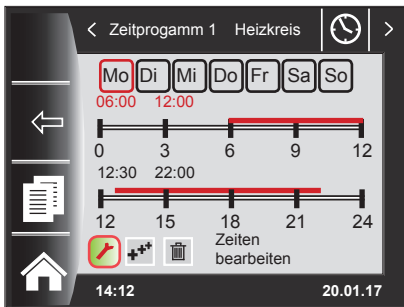 < Zeitprogamm 1 Heizkreis >
Mo Di Mi Do Fr Sa So
06:00 12:00
0 3 6 9 12
12:30 22:00
12 15 18 21 24
Zeiten
bearbeiten
14:12 20.01.17